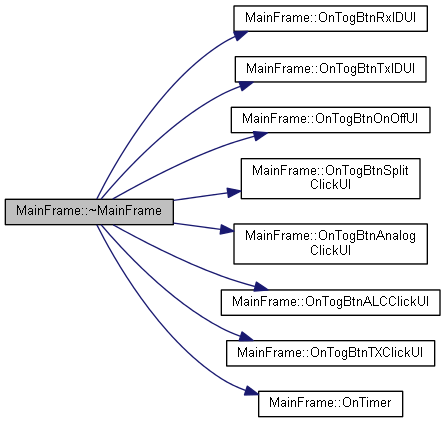 MainFrame::OnTogBtnRxIDUI
MainFrame::OnTogBtnTxIDUI
MainFrame::OnTogBtnOnOffUI
MainFrame::OnTogBtnSplit
ClickUI
MainFrame::~MainFrame
MainFrame::OnTogBtnAnalog
ClickUI
MainFrame::OnTogBtnALCClickUI
MainFrame::OnTogBtnTXClickUI
MainFrame::OnTimer